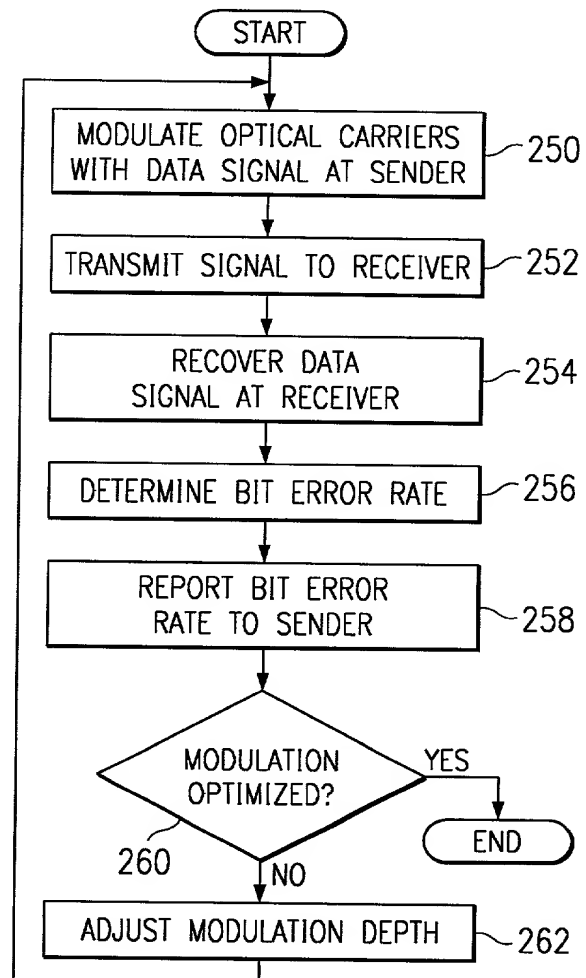 START
MODULATE OPTICAL CARRIERS
WITH DATA SIGNAL AT SENDER
250
TRANSMIT SIGNAL TO RECEIVER
252
RECOVER DATA
SIGNAL AT RECEIVER
254
DETERMINE BIT ERROR RATE
256
REPORT BIT ERROR
RATE TO SENDER
258
MODULATION
OPTIMIZED?
YES
260
END
NO
ADJUST MODULATION DEPTH
262